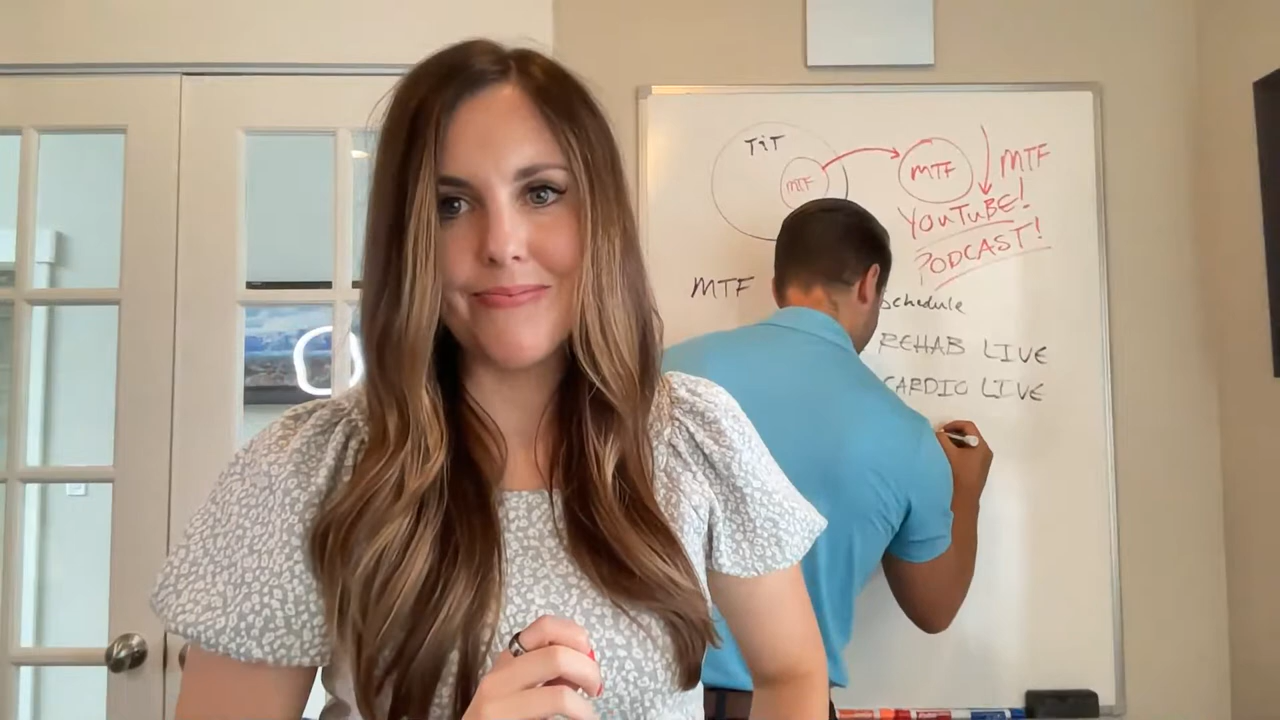 TiT
MTF
MTF
MTF
YOUTUBE!
PODCAST!
MTF
Schedule
REHAB LIVE
CARDIO LIVE